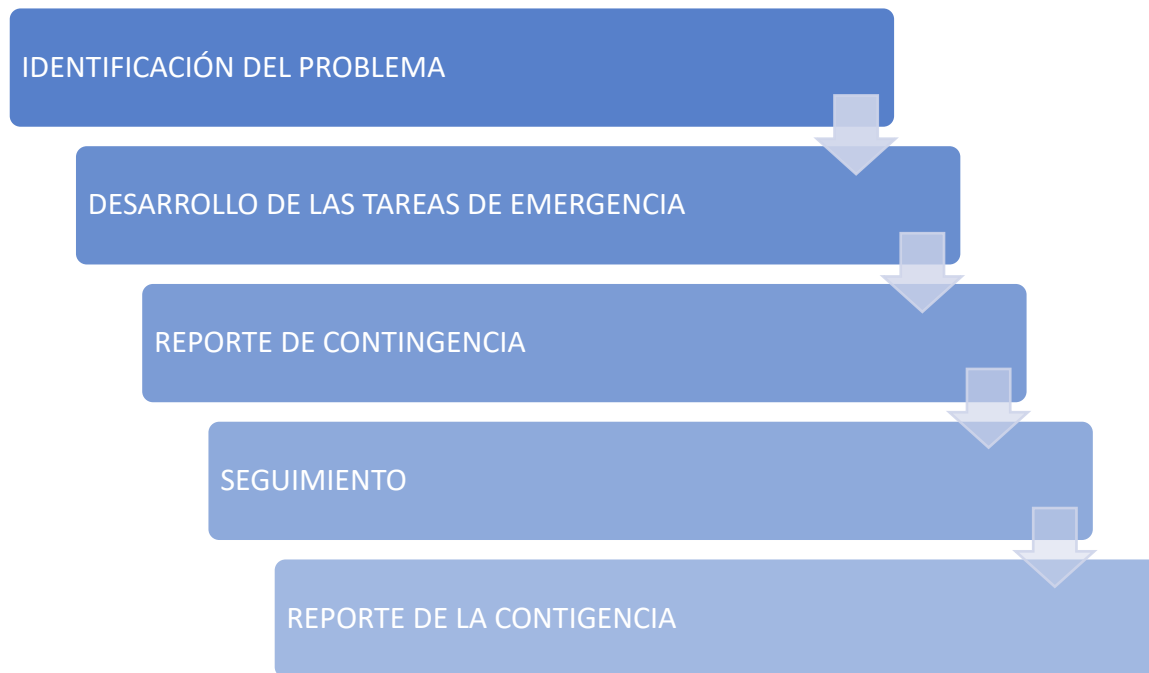 IDENTIFICACIÓN DEL PROBLEMA
DESARROLLO DE LAS TAREAS DE EMERGENCIA
REPORTE DE CONTINGENCIA
SEGUIMIENTO
REPORTE DE LA CONTIGENCIA